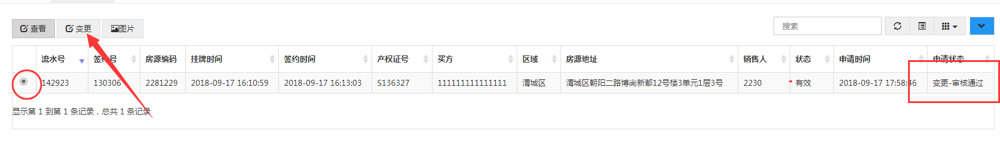 查看 变更 图片 搜索
流水号 签约号 房源编码 挂牌时间 签约时间 产权证号 买方 区域 房源地址 销售人 状态 申请时间 申请状态
142923 130306 2281229 2018-09-17 16:10:59 2018-09-17 16:13:03 S136327 111111111111111 渭城区 渭城区朝阳二路博尚新都12号楼3单元1层3号 2230 有效 2018-09-17 17:58:46 变更-审核通过
显示第 1 到第 1 条记录，总共 1 条记录